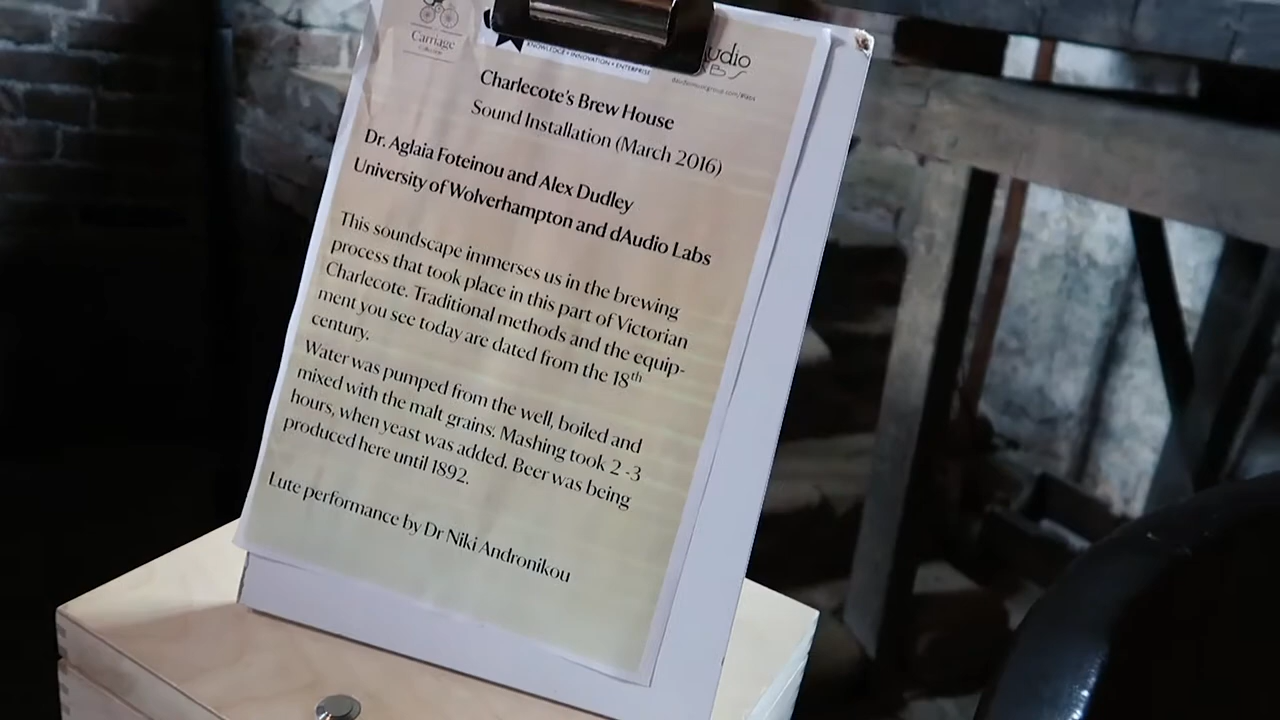 Carriage
KNOWLEDGE • INNOVATION • ENTERPRISE
Charlecote's Brew House
Sound Installation (March 2016)
Dr. Aglaia Foteinou and Alex Dudley
University of Wolverhampton and dAudio Labs
This soundscape immerses us in the brewing
process that took place in this part of Victorian
Charlecote. Traditional methods and the equip-
ment you see today are dated from the 18th
century.
Water was pumped from the well, boiled and
mixed with the malt grains. Mashing took 2 -3
hours, when yeast was added. Beer was being
produced here until 1892.
Lute performance by Dr Niki Andronikou